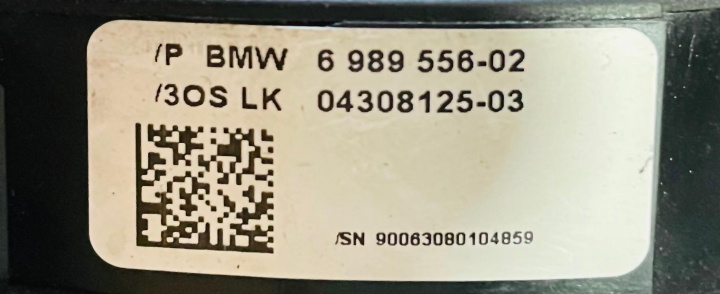 /P BMW 6 989 556-02
/3OS LK 04308125-03
/SN 90063080104859